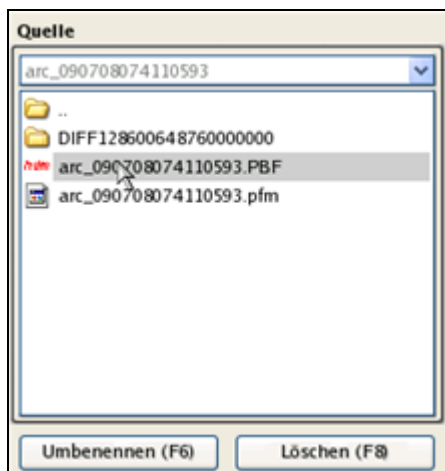 Quelle
arc_090708074110593
..
DIFF128600648760000000
arc_090708074110593.PBF
arc_090708074110593.pfm
Umbenennen (F6) Löschen (F8)